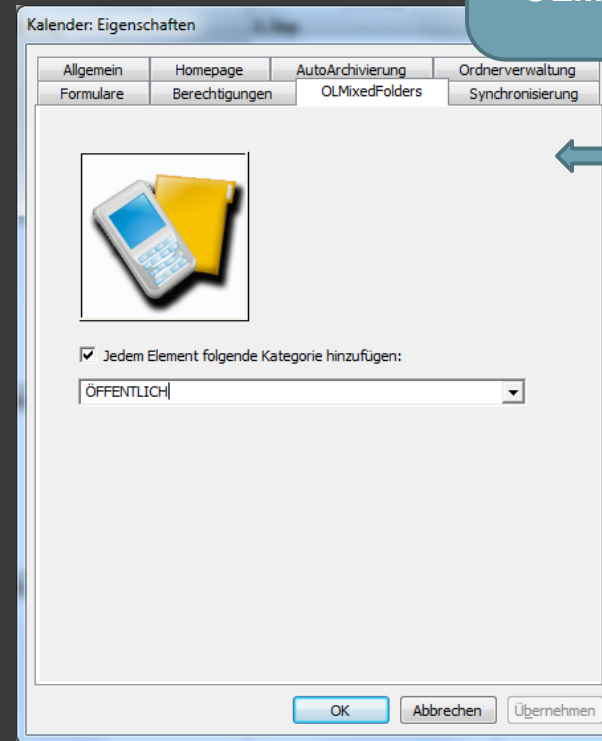 Kalender: Eigenschaften
Allgemein Homepage AutoArchivierung Ordnerverwaltung
Formulare Berechtigungen OLMixedFolders Synchronisierung
Jedem Element folgende Kategorie hinzufügen:
ÖFFENTLICH
OK Abbrechen Übernehmen